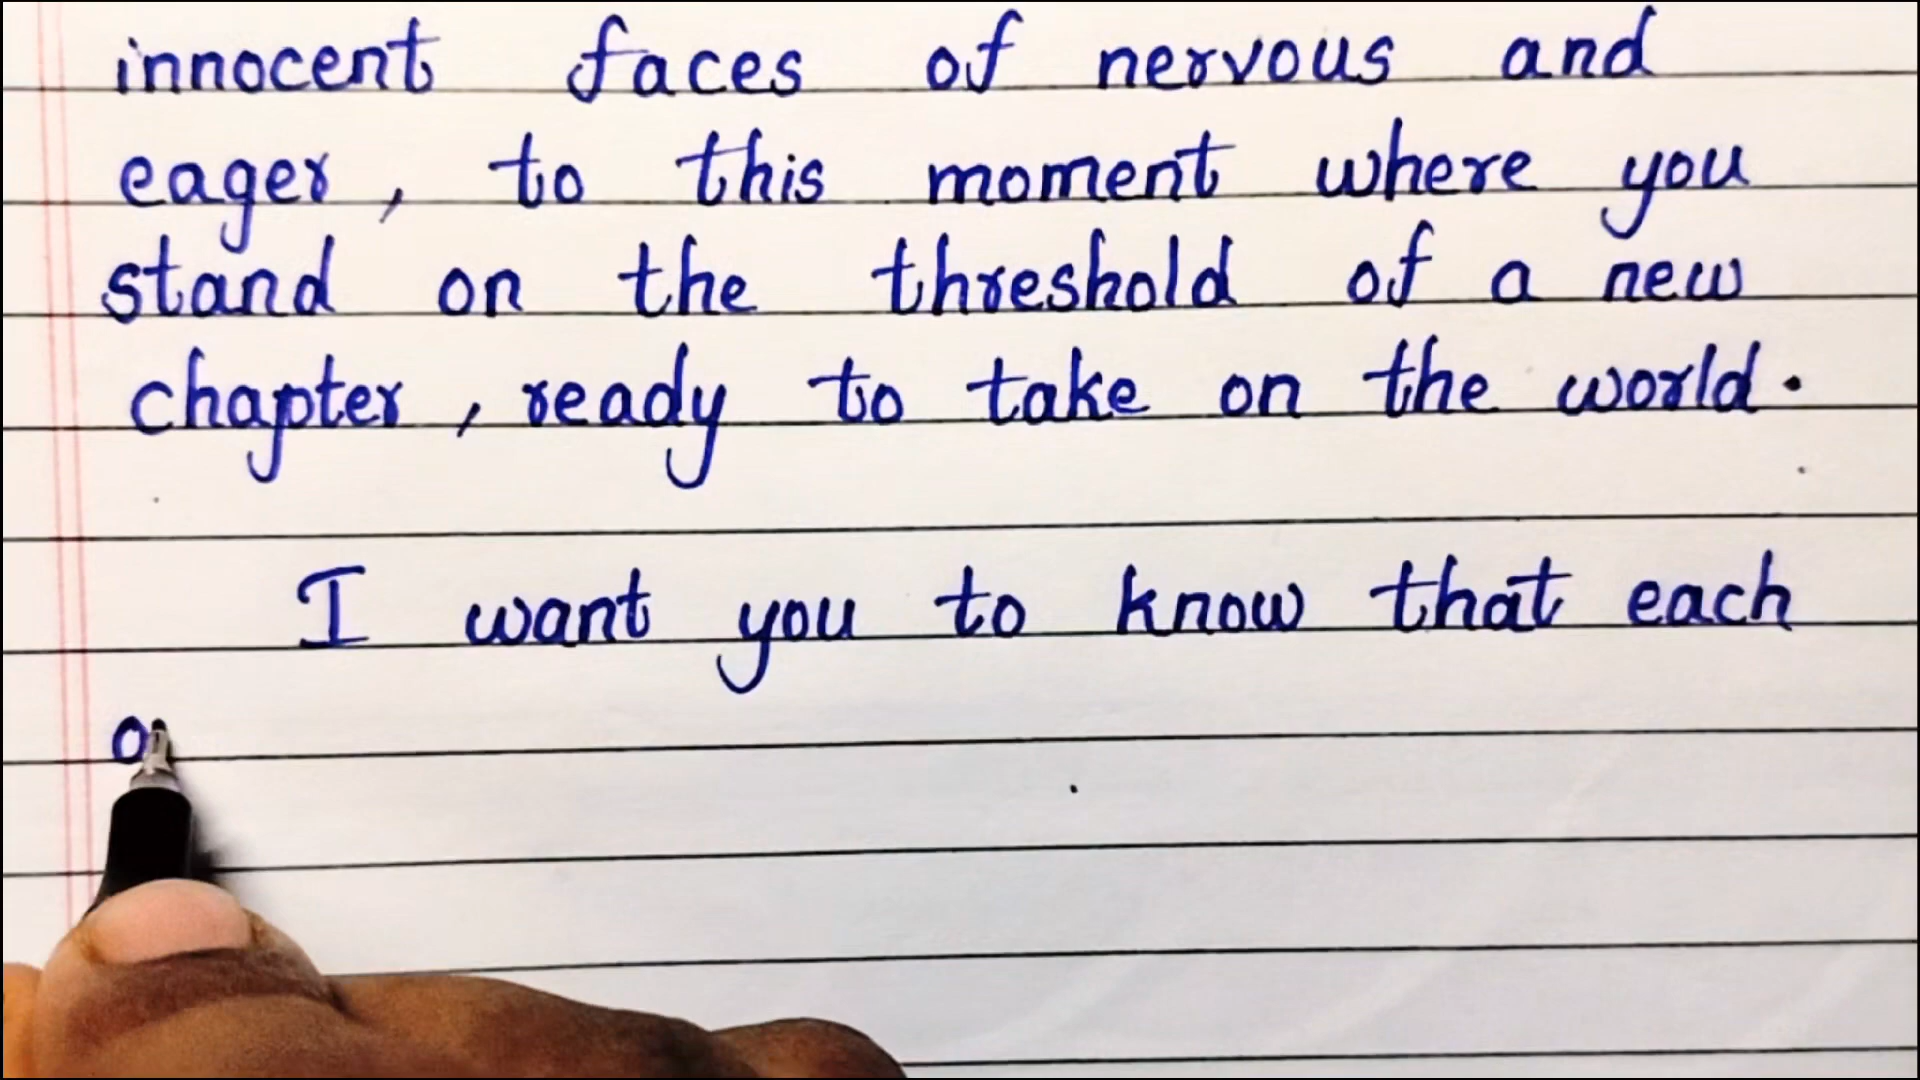 innocent faces of nervous and
eager, to this moment where you
stand on the threshold of a new
chapter, ready to take on the world.
I want you to know that each